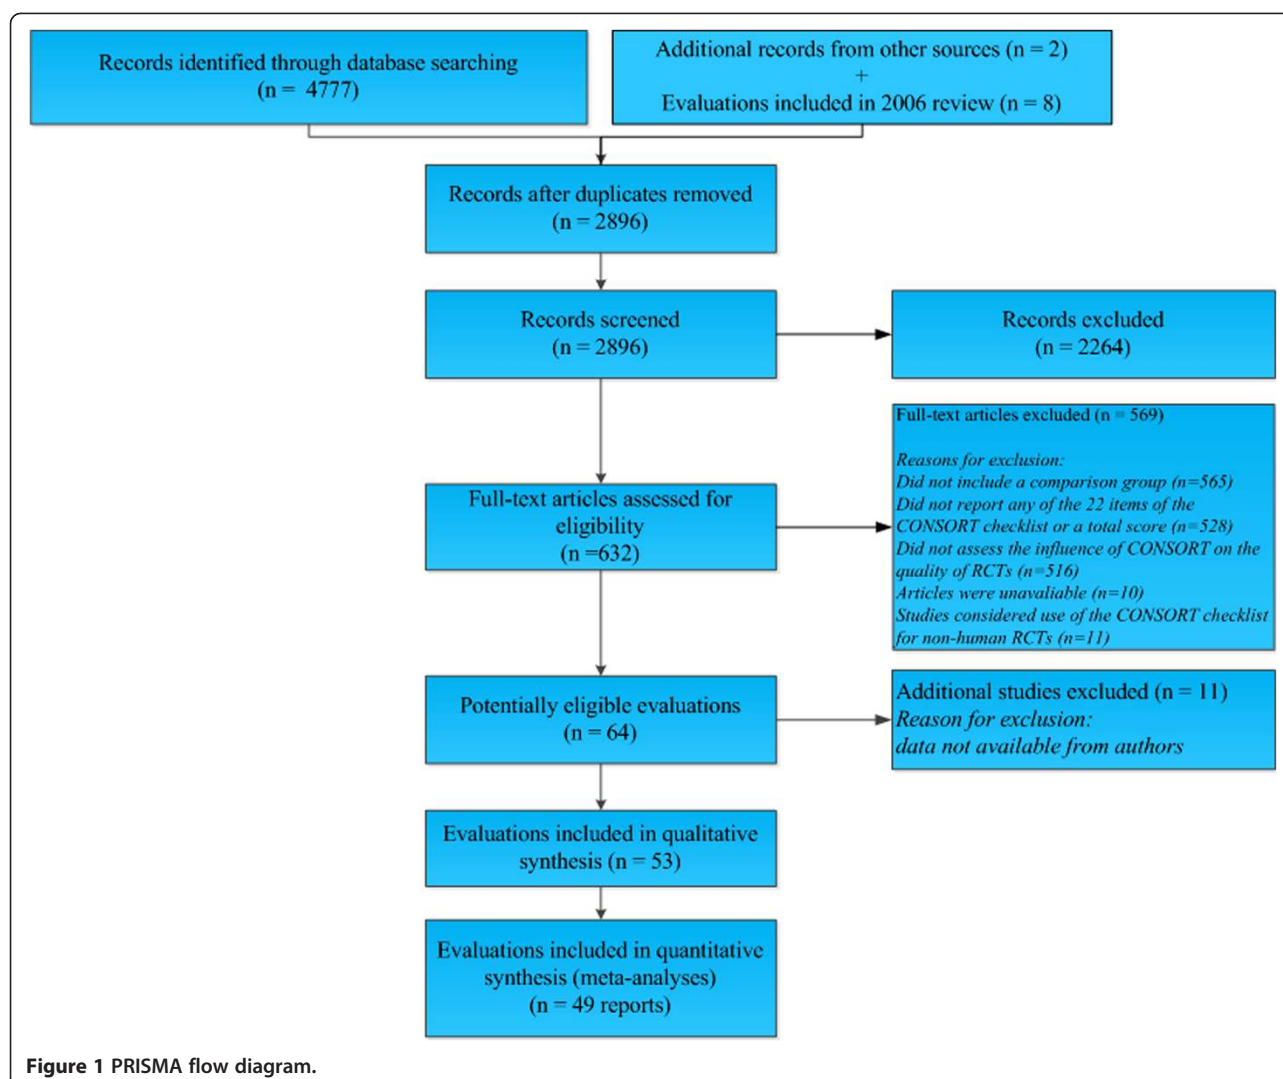 Records identified through database searching
(n = 4777)
Additional records from other sources (n = 2)
+
Evaluations included in 2006 review (n = 8)
Records after duplicates removed
(n = 2896)
Records screened
(n = 2896)
Records excluded
(n = 2264)
Full-text articles assessed for
eligibility
(n =632)
Full-text articles excluded (n = 569)
Reasons for exclusion:
Did not include a comparison group (n=565)
Did not report any of the 22 items of the
CONSORT checklist or a total score (n=528)
Did not assess the influence of CONSORT on the
quality of RCTs (n=516)
Articles were unavaliable (n=10)
Studies considered use of the CONSORT checklist
for non-human RCTs (n=11)
Potentially eligible evaluations
(n = 64)
Additional studies excluded (n = 11)
Reason for exclusion:
data not available from authors
Evaluations included in qualitative
synthesis (n = 53)
Evaluations included in quantitative
synthesis (meta-analyses)
(n = 49 reports)
Figure 1 PRISMA flow diagram.